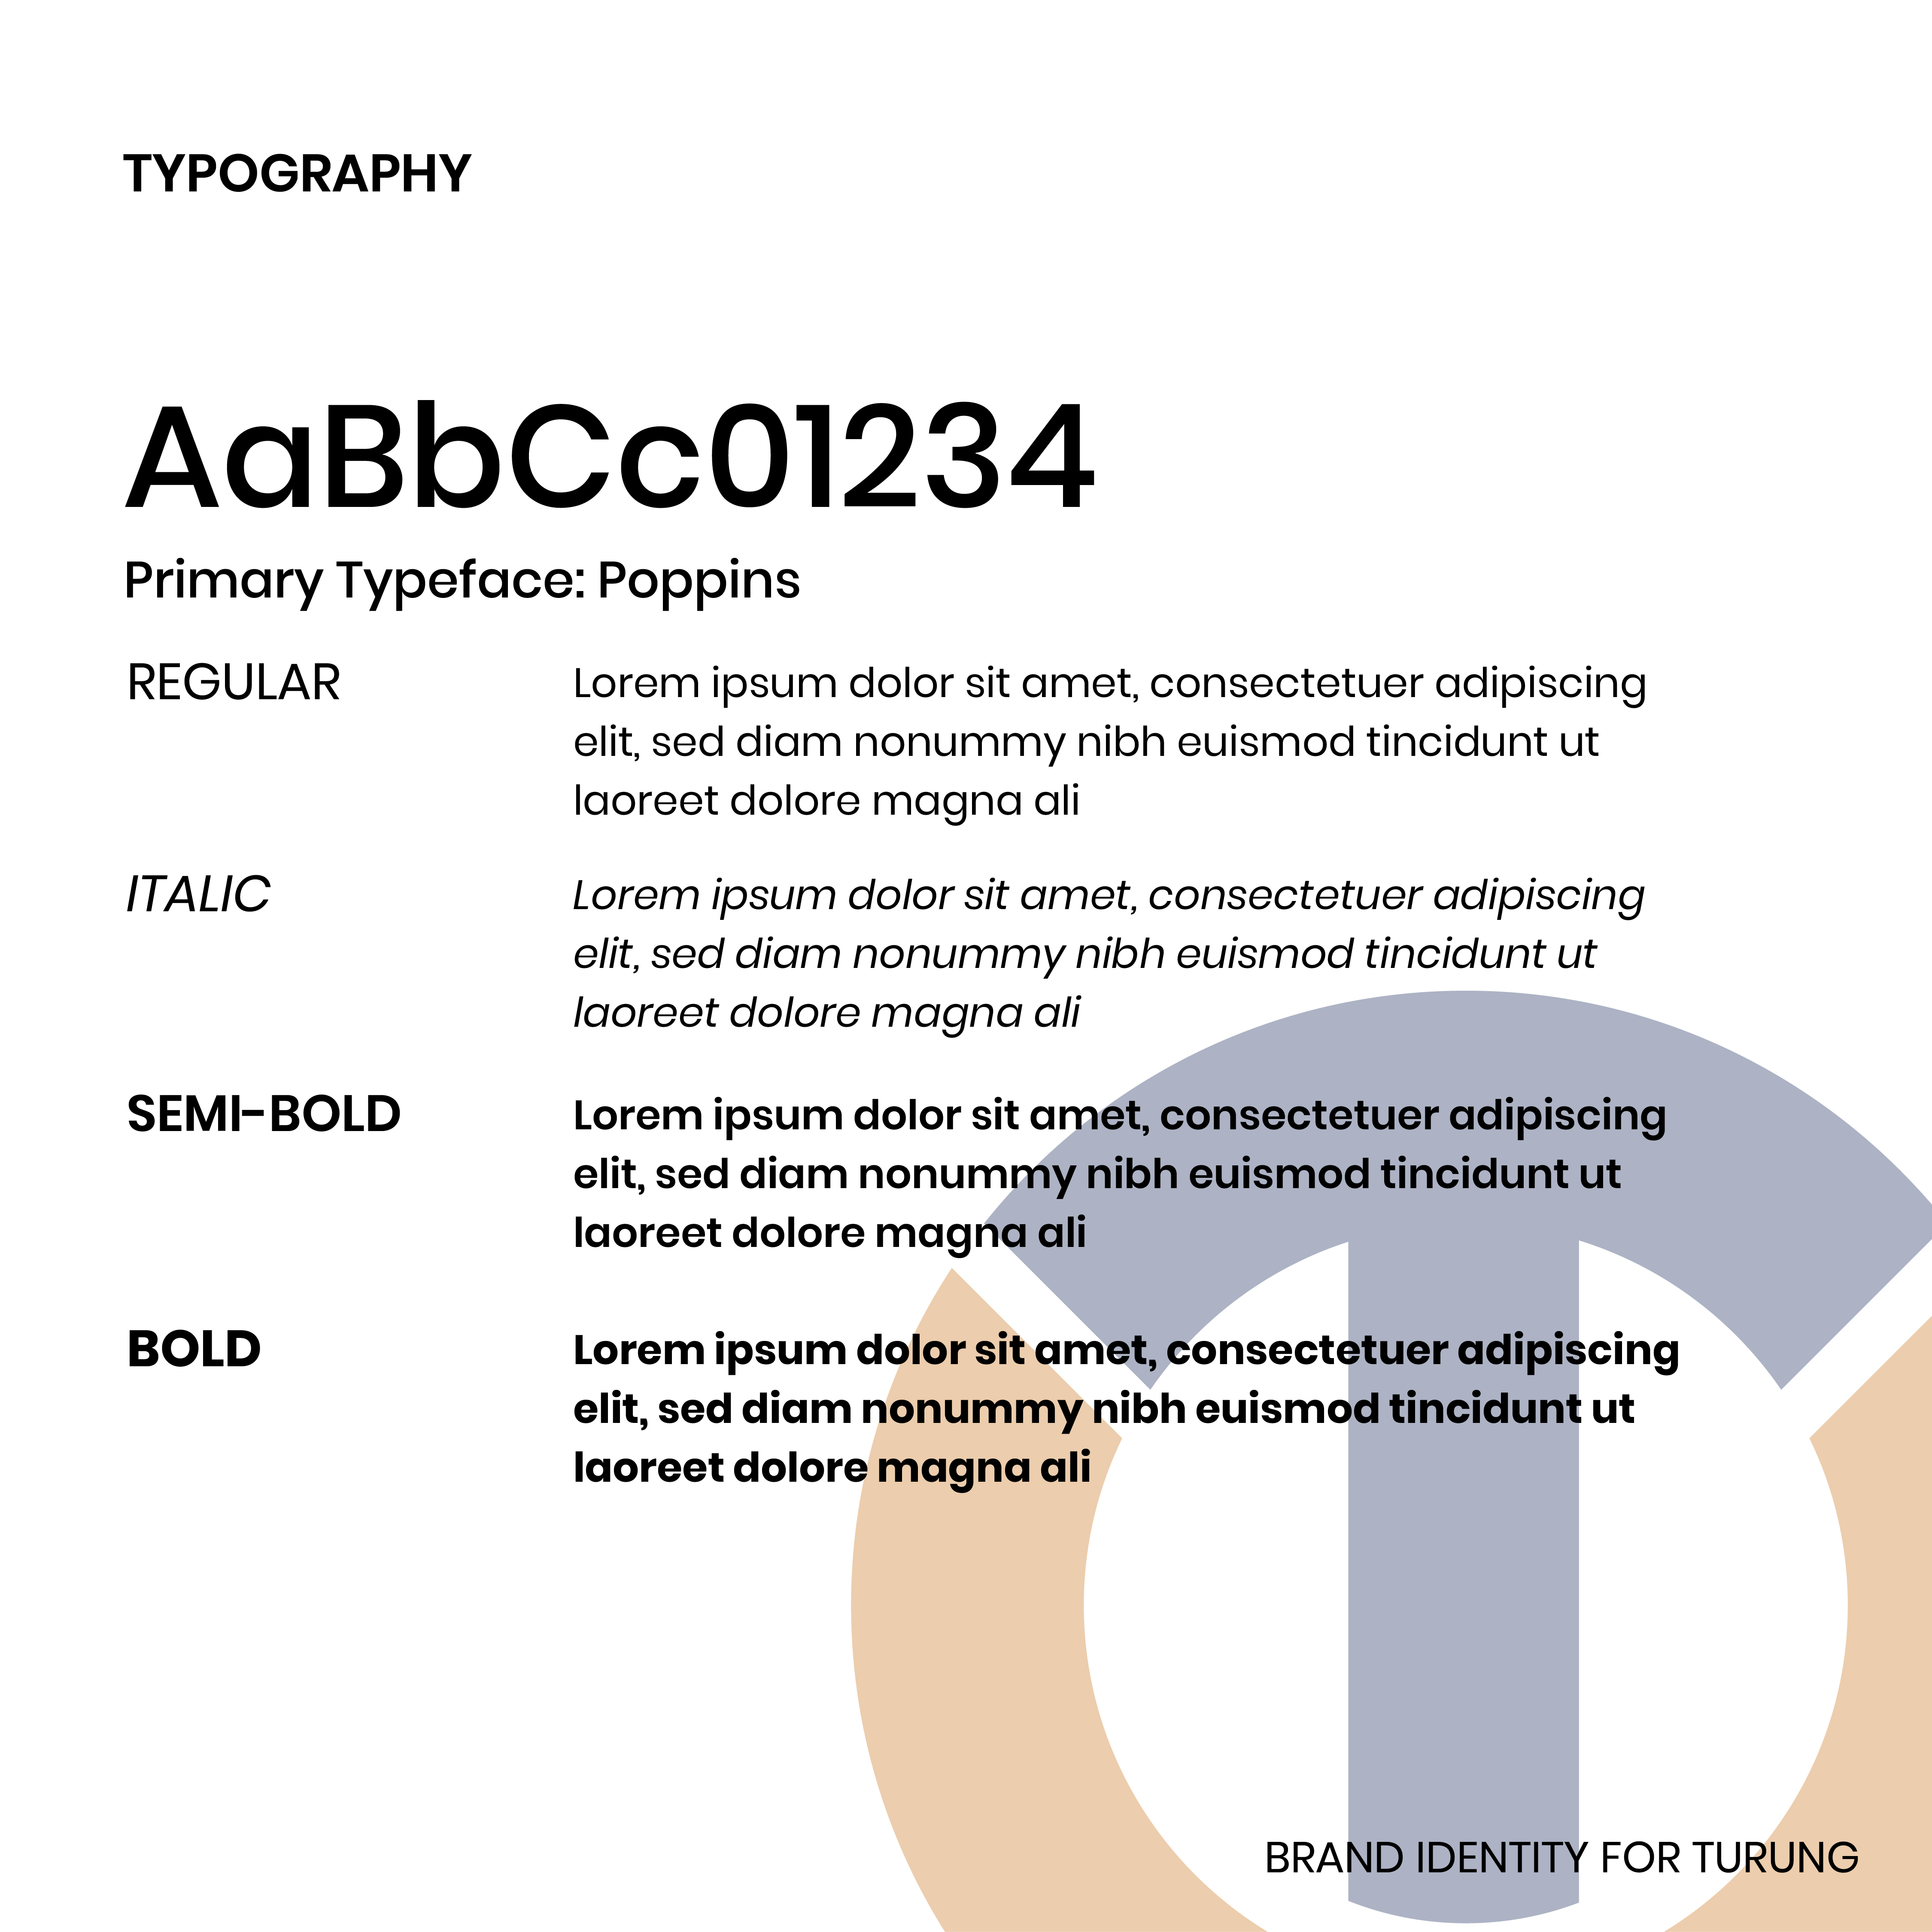 TYPOGRAPHY
AaBbCc01234
Primary Typeface: Poppins
REGULAR
Lorem ipsum dolor sit amet, consectetuer adipiscing
elit, sed diam nonummy nibh euismod tincidunt ut
laoreet dolore magna ali
ITALIC
Lorem ipsum dolor sit amet, consectetuer adipiscing
elit, sed diam nonummy nibh euismod tincidunt ut
laoreet dolore magna ali
SEMI-BOLD
Lorem ipsum dolor sit amet, consectetuer adipiscing
elit, sed diam nonummy nibh euismod tincidunt ut
laoreet dolore magna ali
BOLD
Lorem ipsum dolor sit amet, consectetuer adipiscing
elit, sed diam nonummy nibh euismod tincidunt ut
laoreet dolore magna ali
BRAND IDENTITY FOR TURUNG